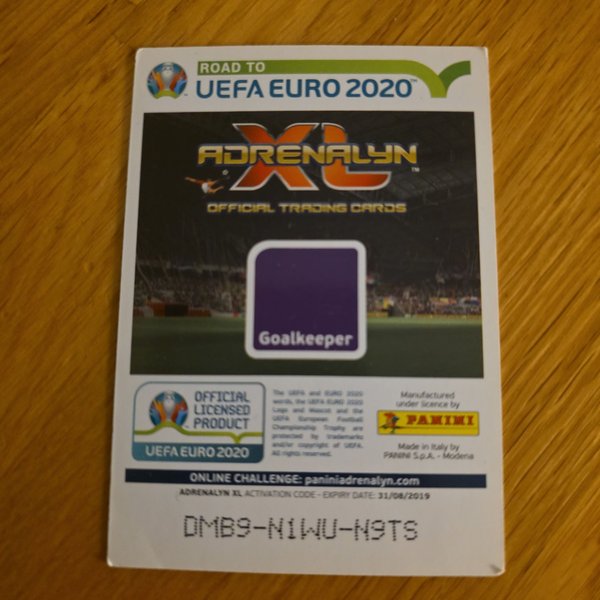 ROAD TO
UEFA EURO 2020™
ADRENALYN
XL™
OFFICIAL TRADING CARDS
Goalkeeper
OFFICIAL
LICENSED
PRODUCT
UEFA EURO 2020
The UEFA and EURO 2020
words, the UEFA EURO 2020
Logo and Mascot and the
UEFA European Football
Championship Trophy are
protected by trademarks
and/or copyright of UEFA.
All rights reserved.
Manufactured
under Scence by
PANINI
Made in Italy by
PANINI S.p.A. - Modena
ONLINE CHALLENGE: paniniadrenalyn.com
ADRENALYN XL ACTIVATION CODE - EXPIRY DATE: 31/08/2019
DMB9-N1WU-N9TS